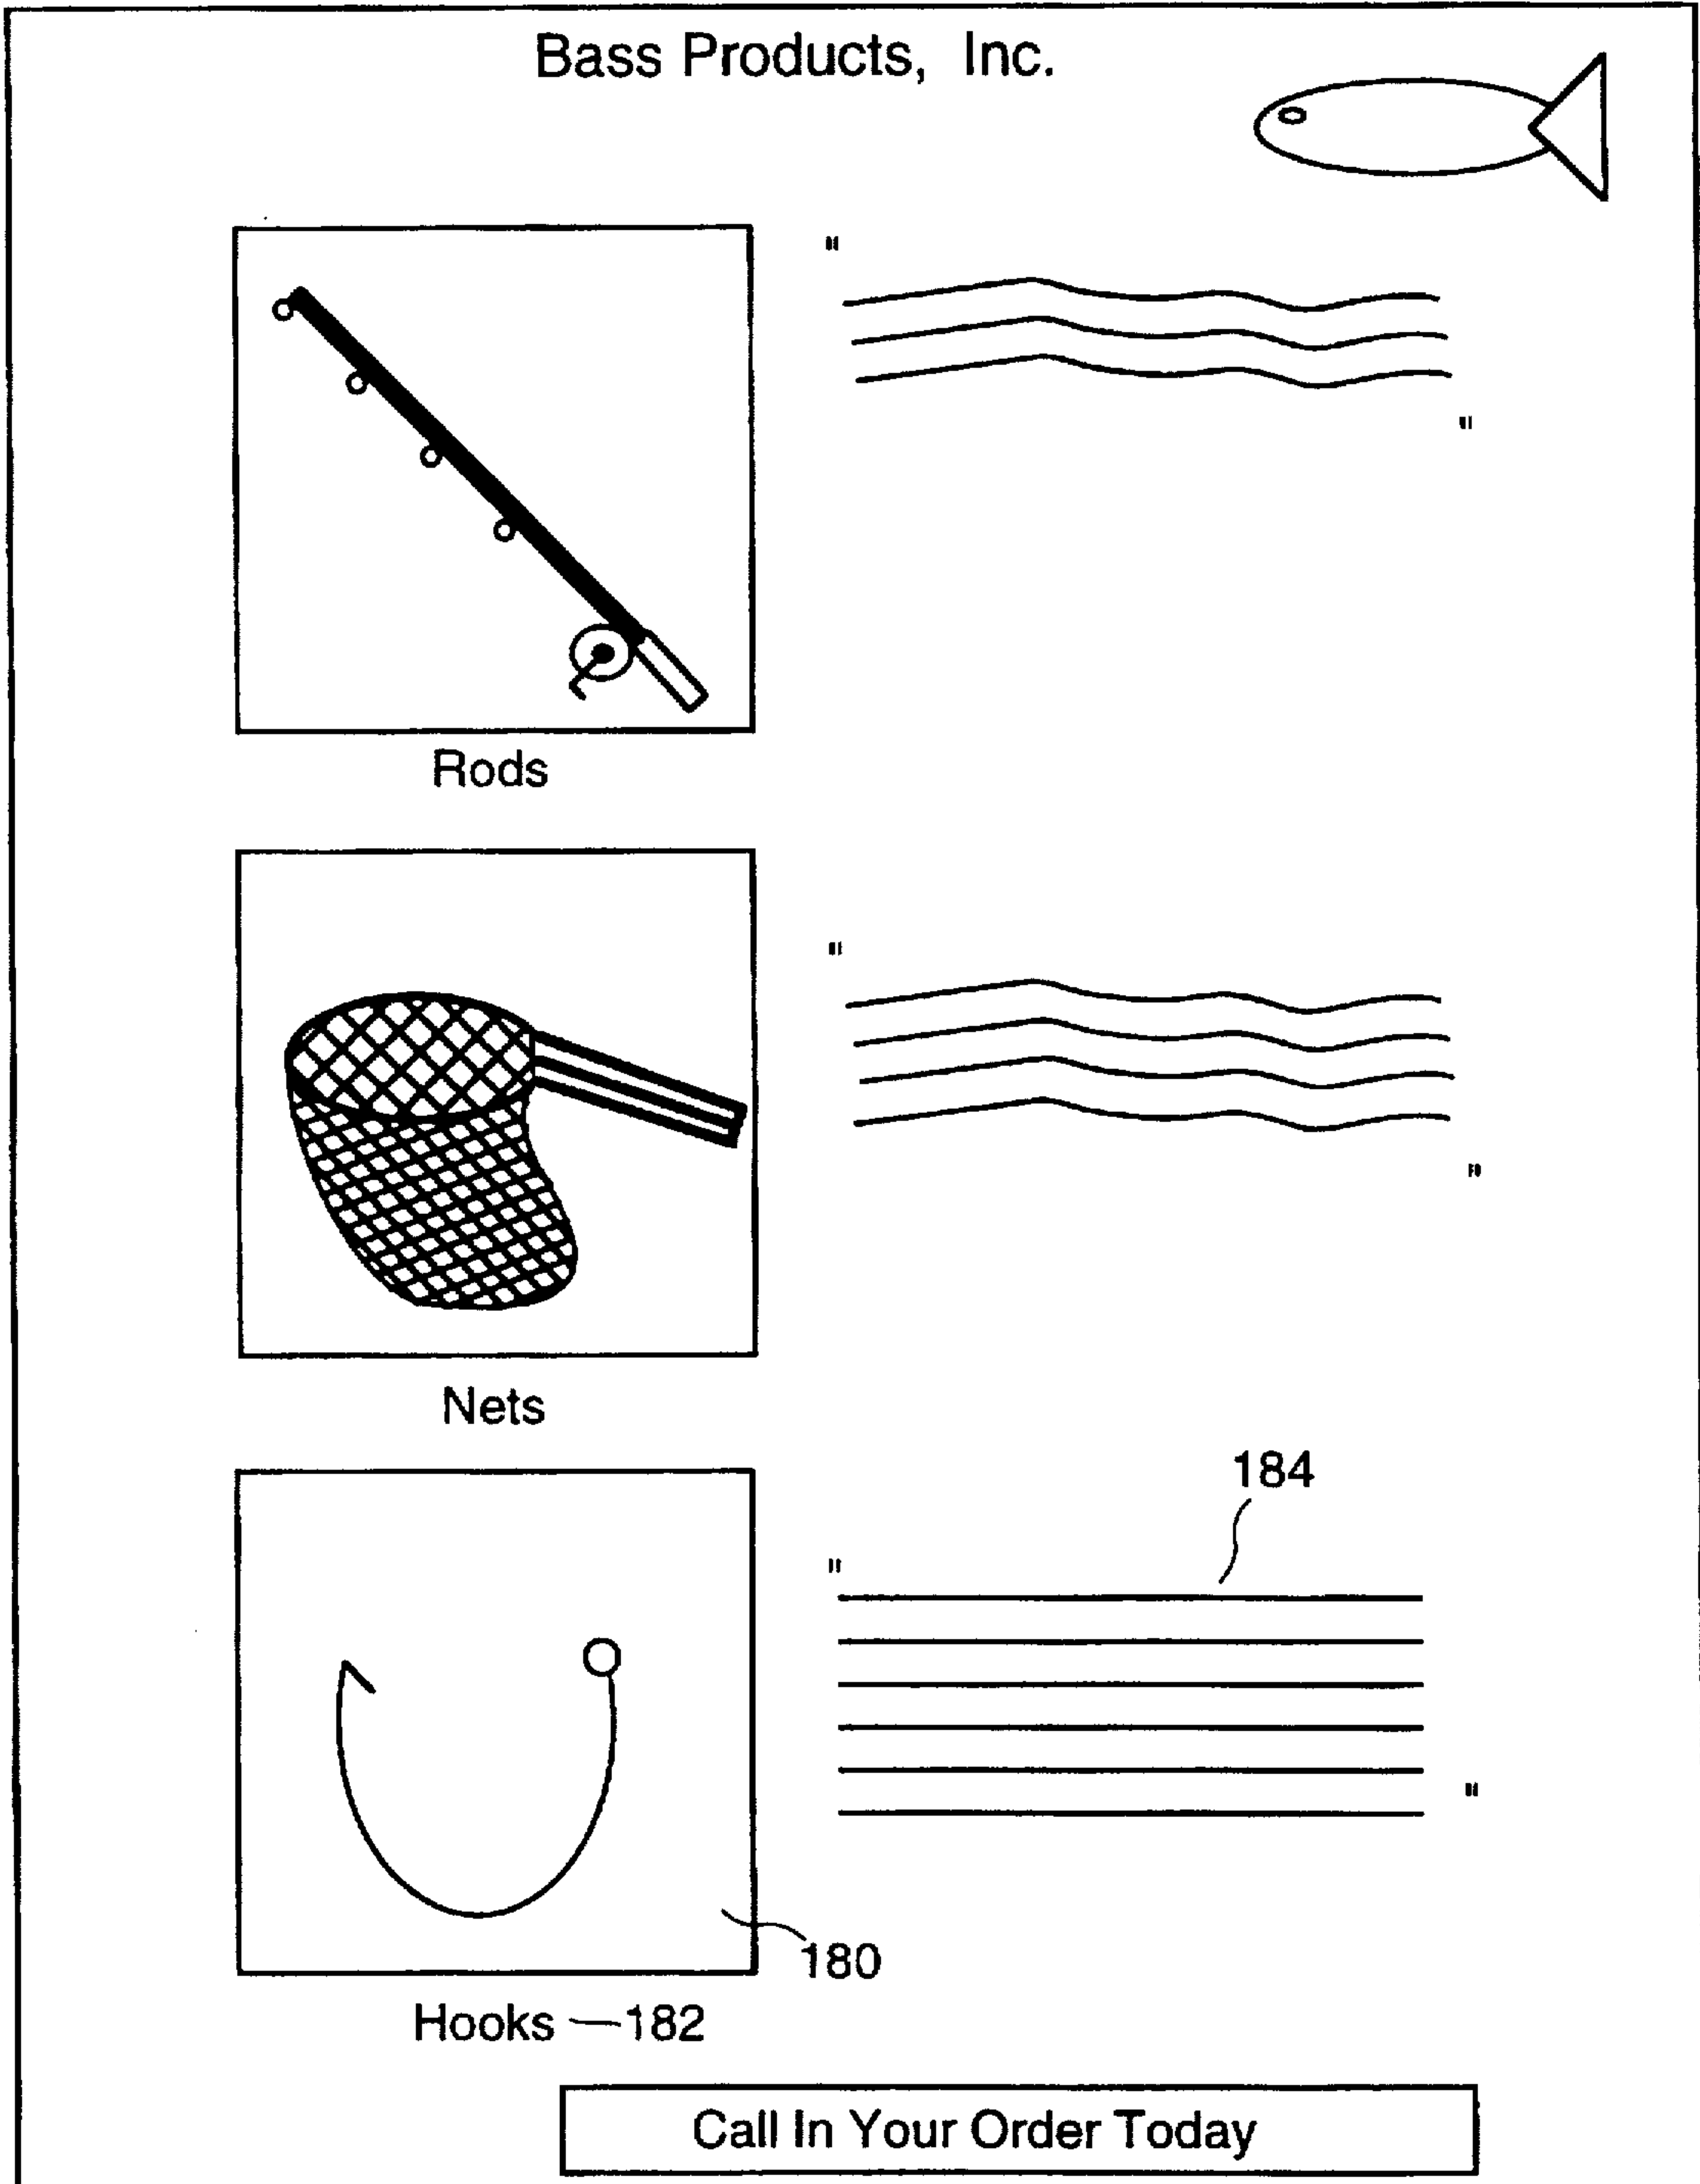 Bass Products, Inc.
"
"
Rods
"
"
Nets
184
"
"
180
Hooks 182
Call In Your Order Today